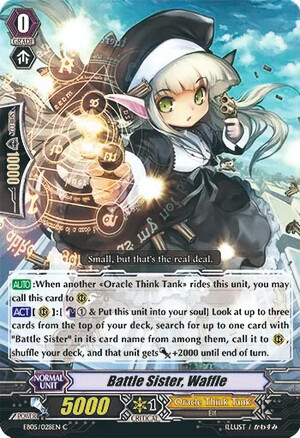 0
GRADE
10000
SHIELD
Small, but that's the real deal.
AUTO :When another «Oracle Think Tank» rides this unit, you may
call this card to .
ACT [ ]: [ 1 & Put this unit into your soul] Look at up to three
cards from the top of your deck, search for up to one card with
"Battle Sister" in its card name from among them, call it to ,
shuffle your deck, and that unit gets +2000 until end of turn.
NORMAL
UNIT
Battle Sister, Waffle
POWER
5000
1
CRITICAL
Oracle Think Tank
Elf
EB05/028EN C
ILLUST /